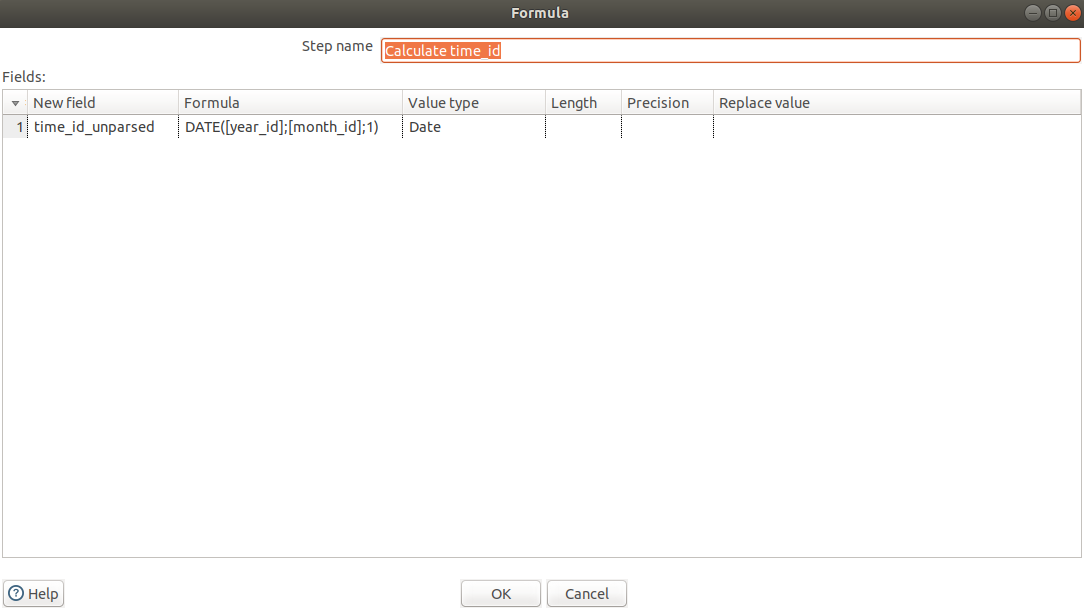 Formula
Step name Calculate time_id
Fields:
New field Formula Value type Length Precision Replace value
1 time_id_unparsed DATE([year_id];[month_id];1) Date
Help OK Cancel